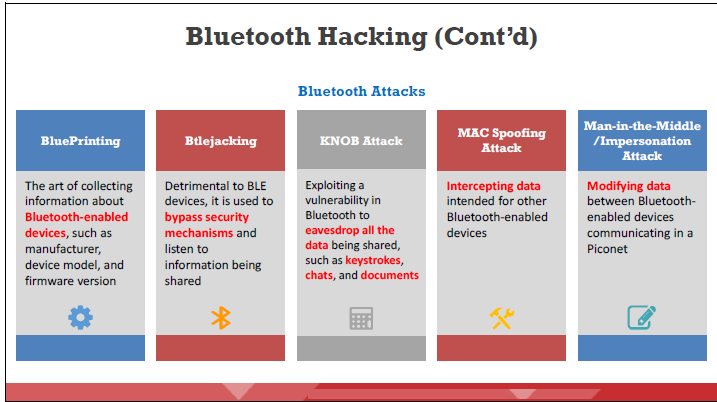 Bluetooth Hacking (Cont’d)
Bluetooth Attacks
BluePrinting
The art of collecting
information about
Bluetooth-enabled
devices, such as
manufacturer,
device model, and
firmware version
Btlejacking
Detrimental to BLE
devices, it is used to
bypass security
mechanisms and
listen to
information being
shared
KNOB Attack
Exploiting a
vulnerability in
Bluetooth to
eavesdrop all the
data being shared,
such as keystrokes,
chats, and documents
MAC Spoofing
Attack
Intercepting data
intended for other
Bluetooth-enabled
devices
Man-in-the-Middle
/Impersonation
Attack
Modifying data
between Bluetooth-
enabled devices
communicating in a
Piconet